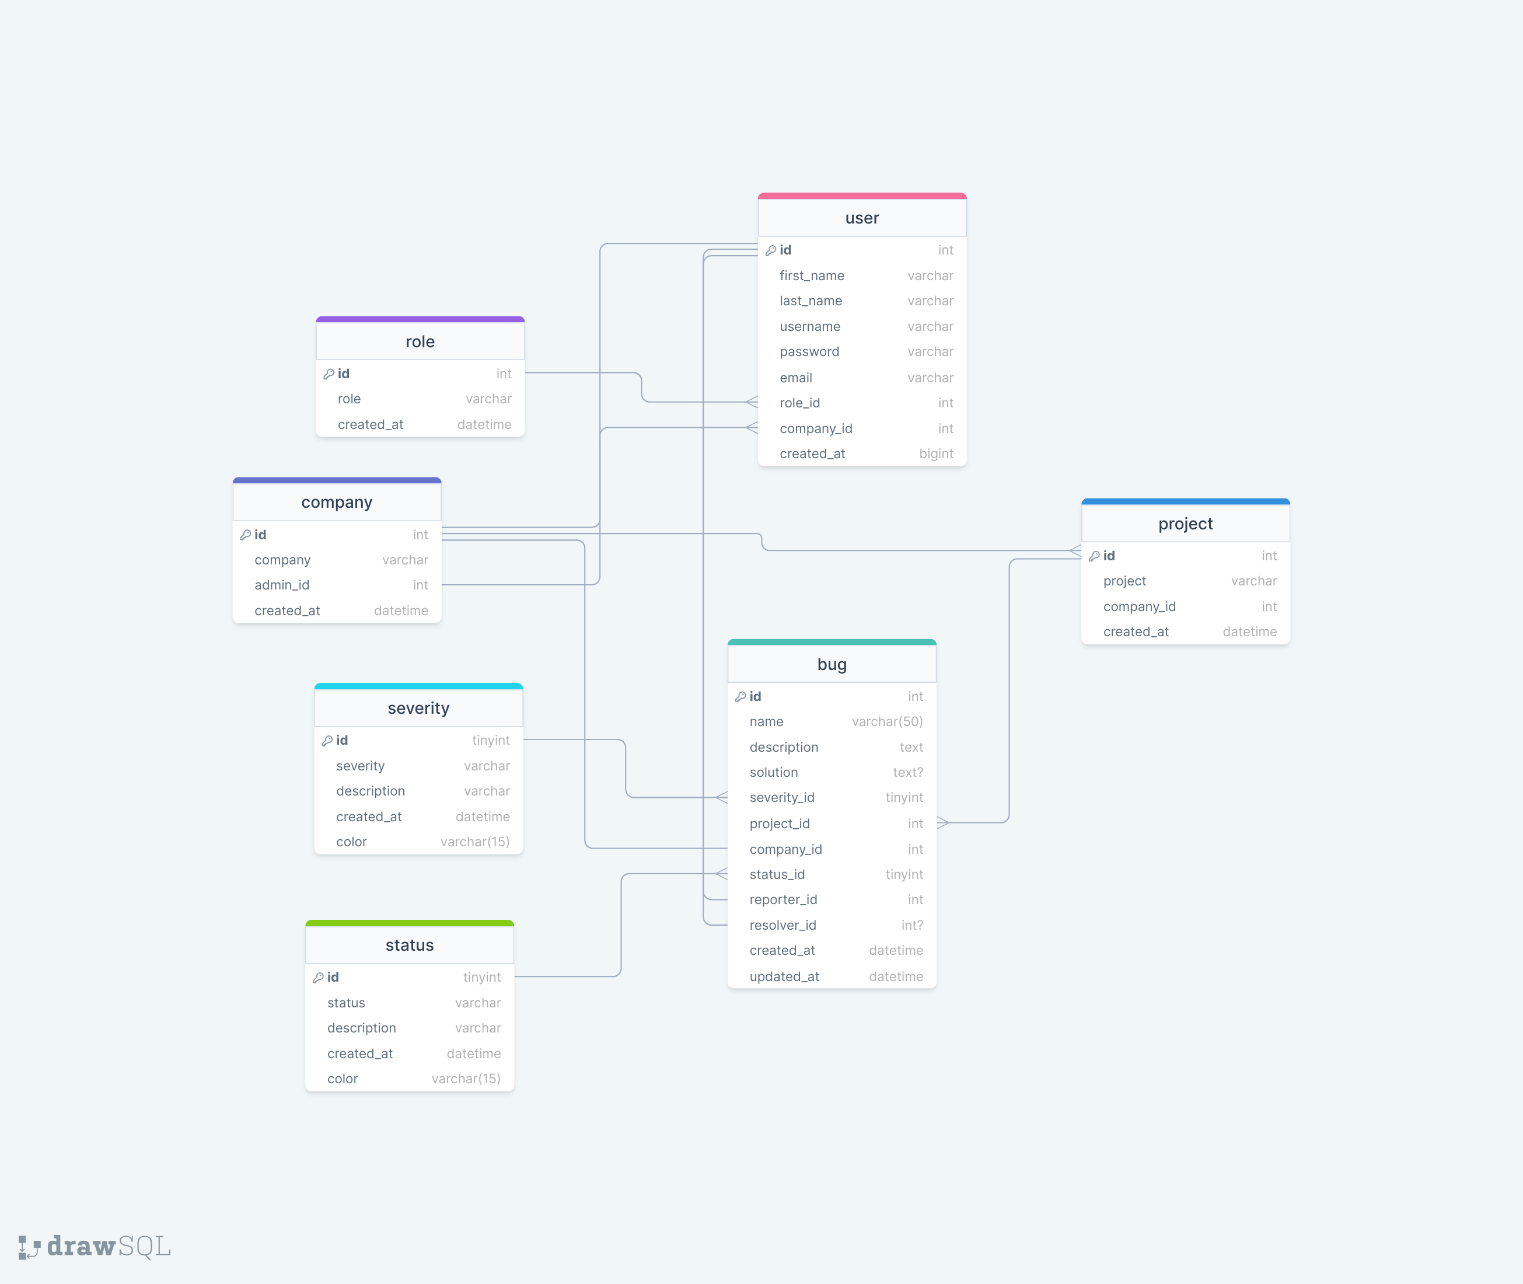 user
id int
first_name varchar
last_name varchar
username varchar
password varchar
email varchar
role_id int
company_id int
created_at bigint
role
id int
role varchar
created_at datetime
company
id int
company varchar
admin_id int
created_at datetime
project
id int
project varchar
company_id int
created_at datetime
bug
id int
name varchar(50)
description text
solution text?
severity_id tinyint
project_id int
company_id int
status_id tinyint
reporter_id int
resolver_id int?
created_at datetime
updated_at datetime
severity
id tinyint
severity varchar
description varchar
created_at datetime
color varchar(15)
status
id tinyint
status varchar
description varchar
created_at datetime
color varchar(15)
drawSQL